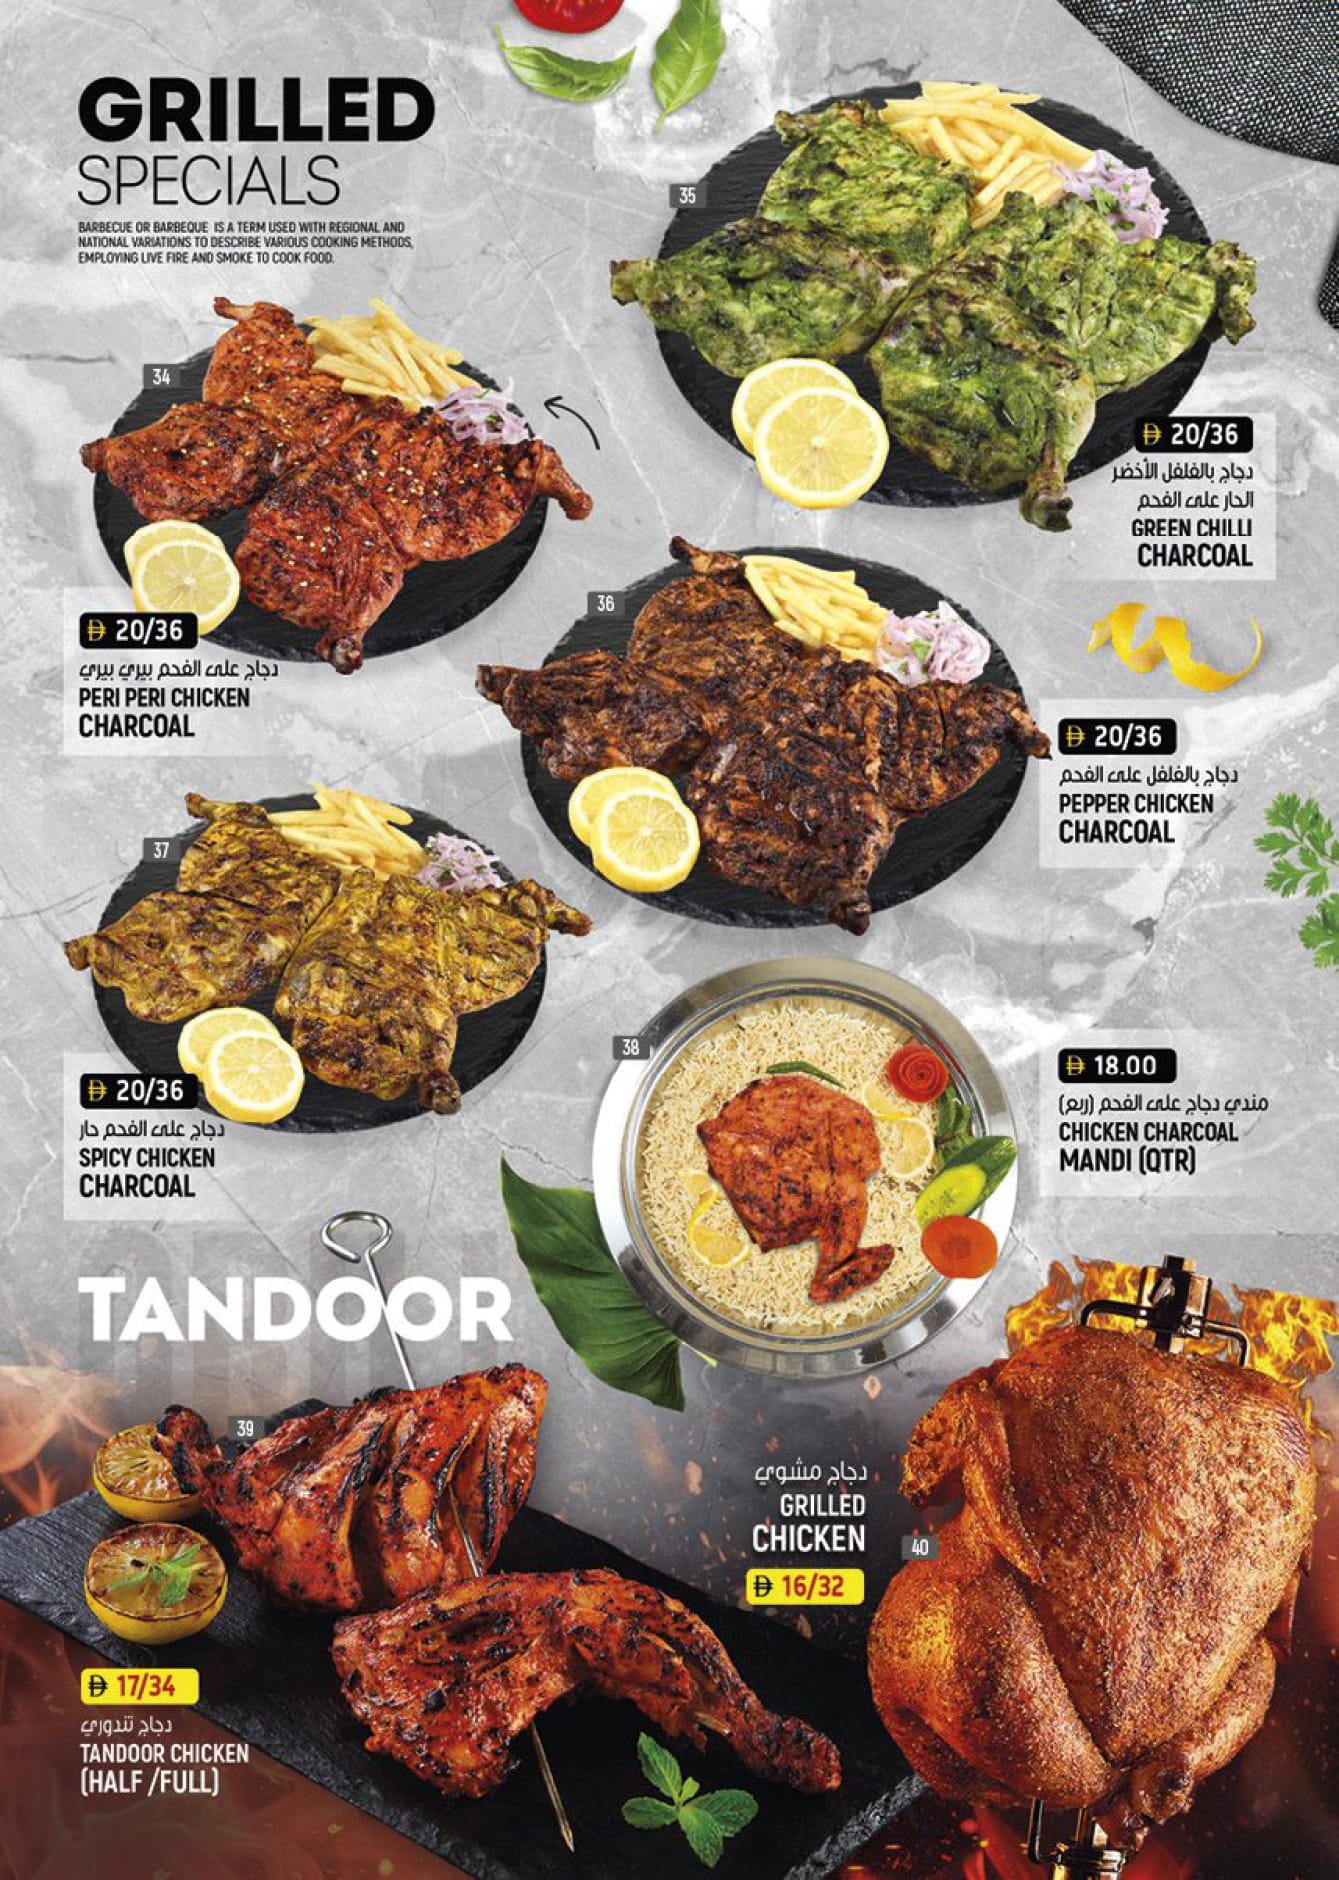 GRILLED
SPECIALS
BARBECUE OR BARBEQUE IS A TERM USED WITH REGIONAL AND
NATIONAL VARIATIONS TO DESCRIBE VARIOUS COOKING METHODS,
EMPLOYING LIVE FIRE AND SMOKE TO COOK FOOD.
35
20/36
دجاج بالفلفل الأخضر
الحار على الفحم
GREEN CHILLI
CHARCOAL
34
20/36
دجاج على الفحم بيري بيري
PERI PERI CHICKEN
CHARCOAL
36
20/36
دجاج بالفلفل على الفحم
PEPPER CHICKEN
CHARCOAL
37
20/36
دجاج على الفحم حار
SPICY CHICKEN
CHARCOAL
38
18.00
مندي دجاج على الفحم (ربع)
CHICKEN CHARCOAL
MANDI (QTR)
TANDOOR
39
17/34
دجاج تندوري
TANDOOR CHICKEN
(HALF /FULL)
دجاج مشوي
GRILLED
CHICKEN
40
16/32